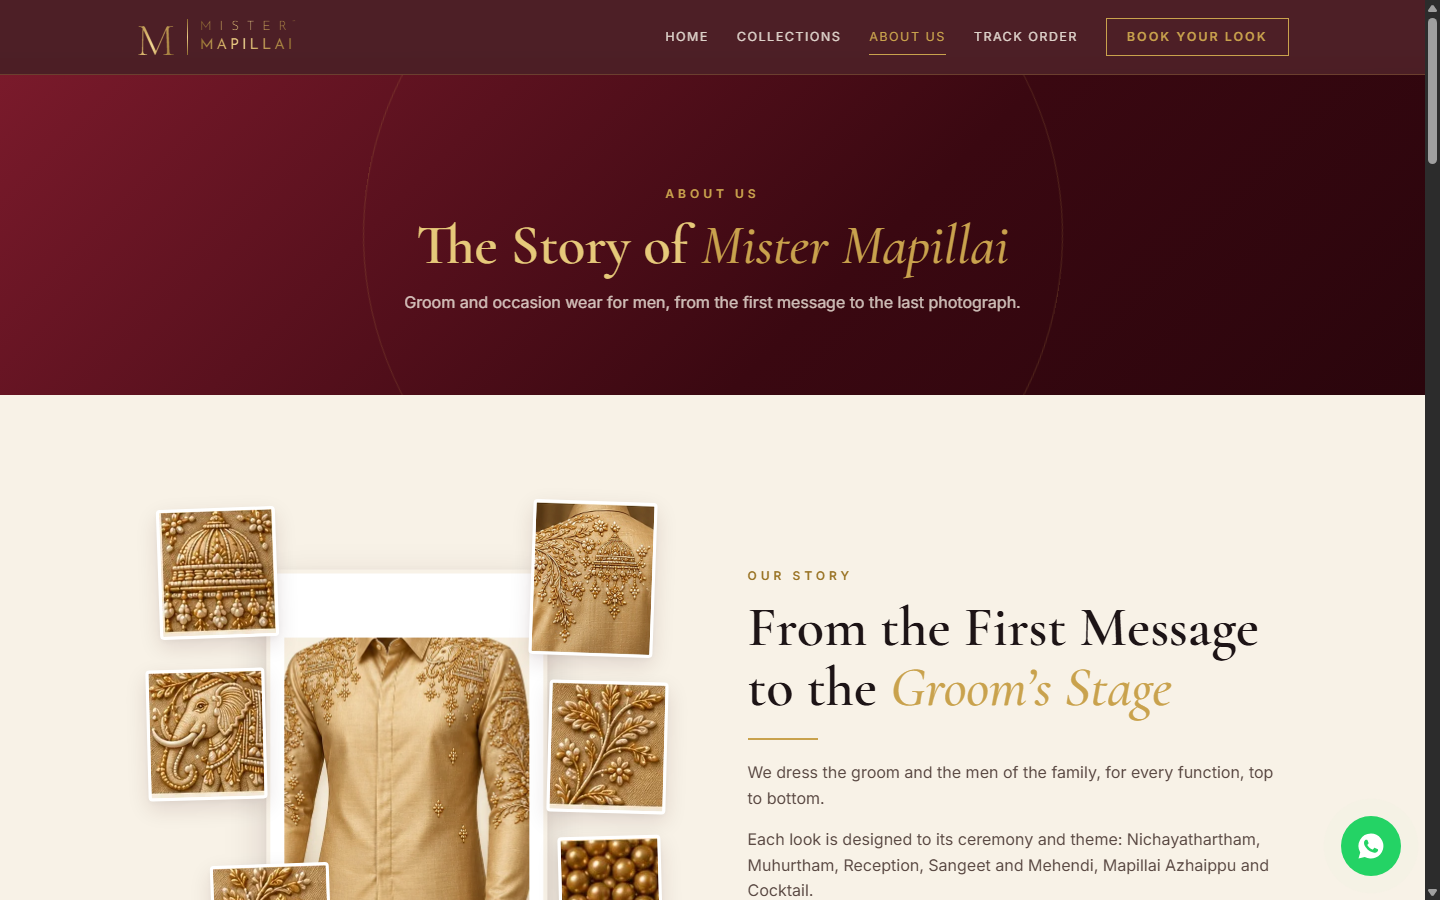 M
MISTER
MAPILLAI
HOME
COLLECTIONS
ABOUT US
TRACK ORDER
BOOK YOUR LOOK
ABOUT US
The Story of Mister Mapillai
Groom and occasion wear for men, from the first message to the last photograph.
OUR STORY
From the First Message
to the Groom’s Stage
We dress the groom and the men of the family, for every function, top
to bottom.
Each look is designed to its ceremony and theme: Nichayathartham,
Muhurtham, Reception, Sangeet and Mehendi, Mapillai Azhaippu and
Cocktail.